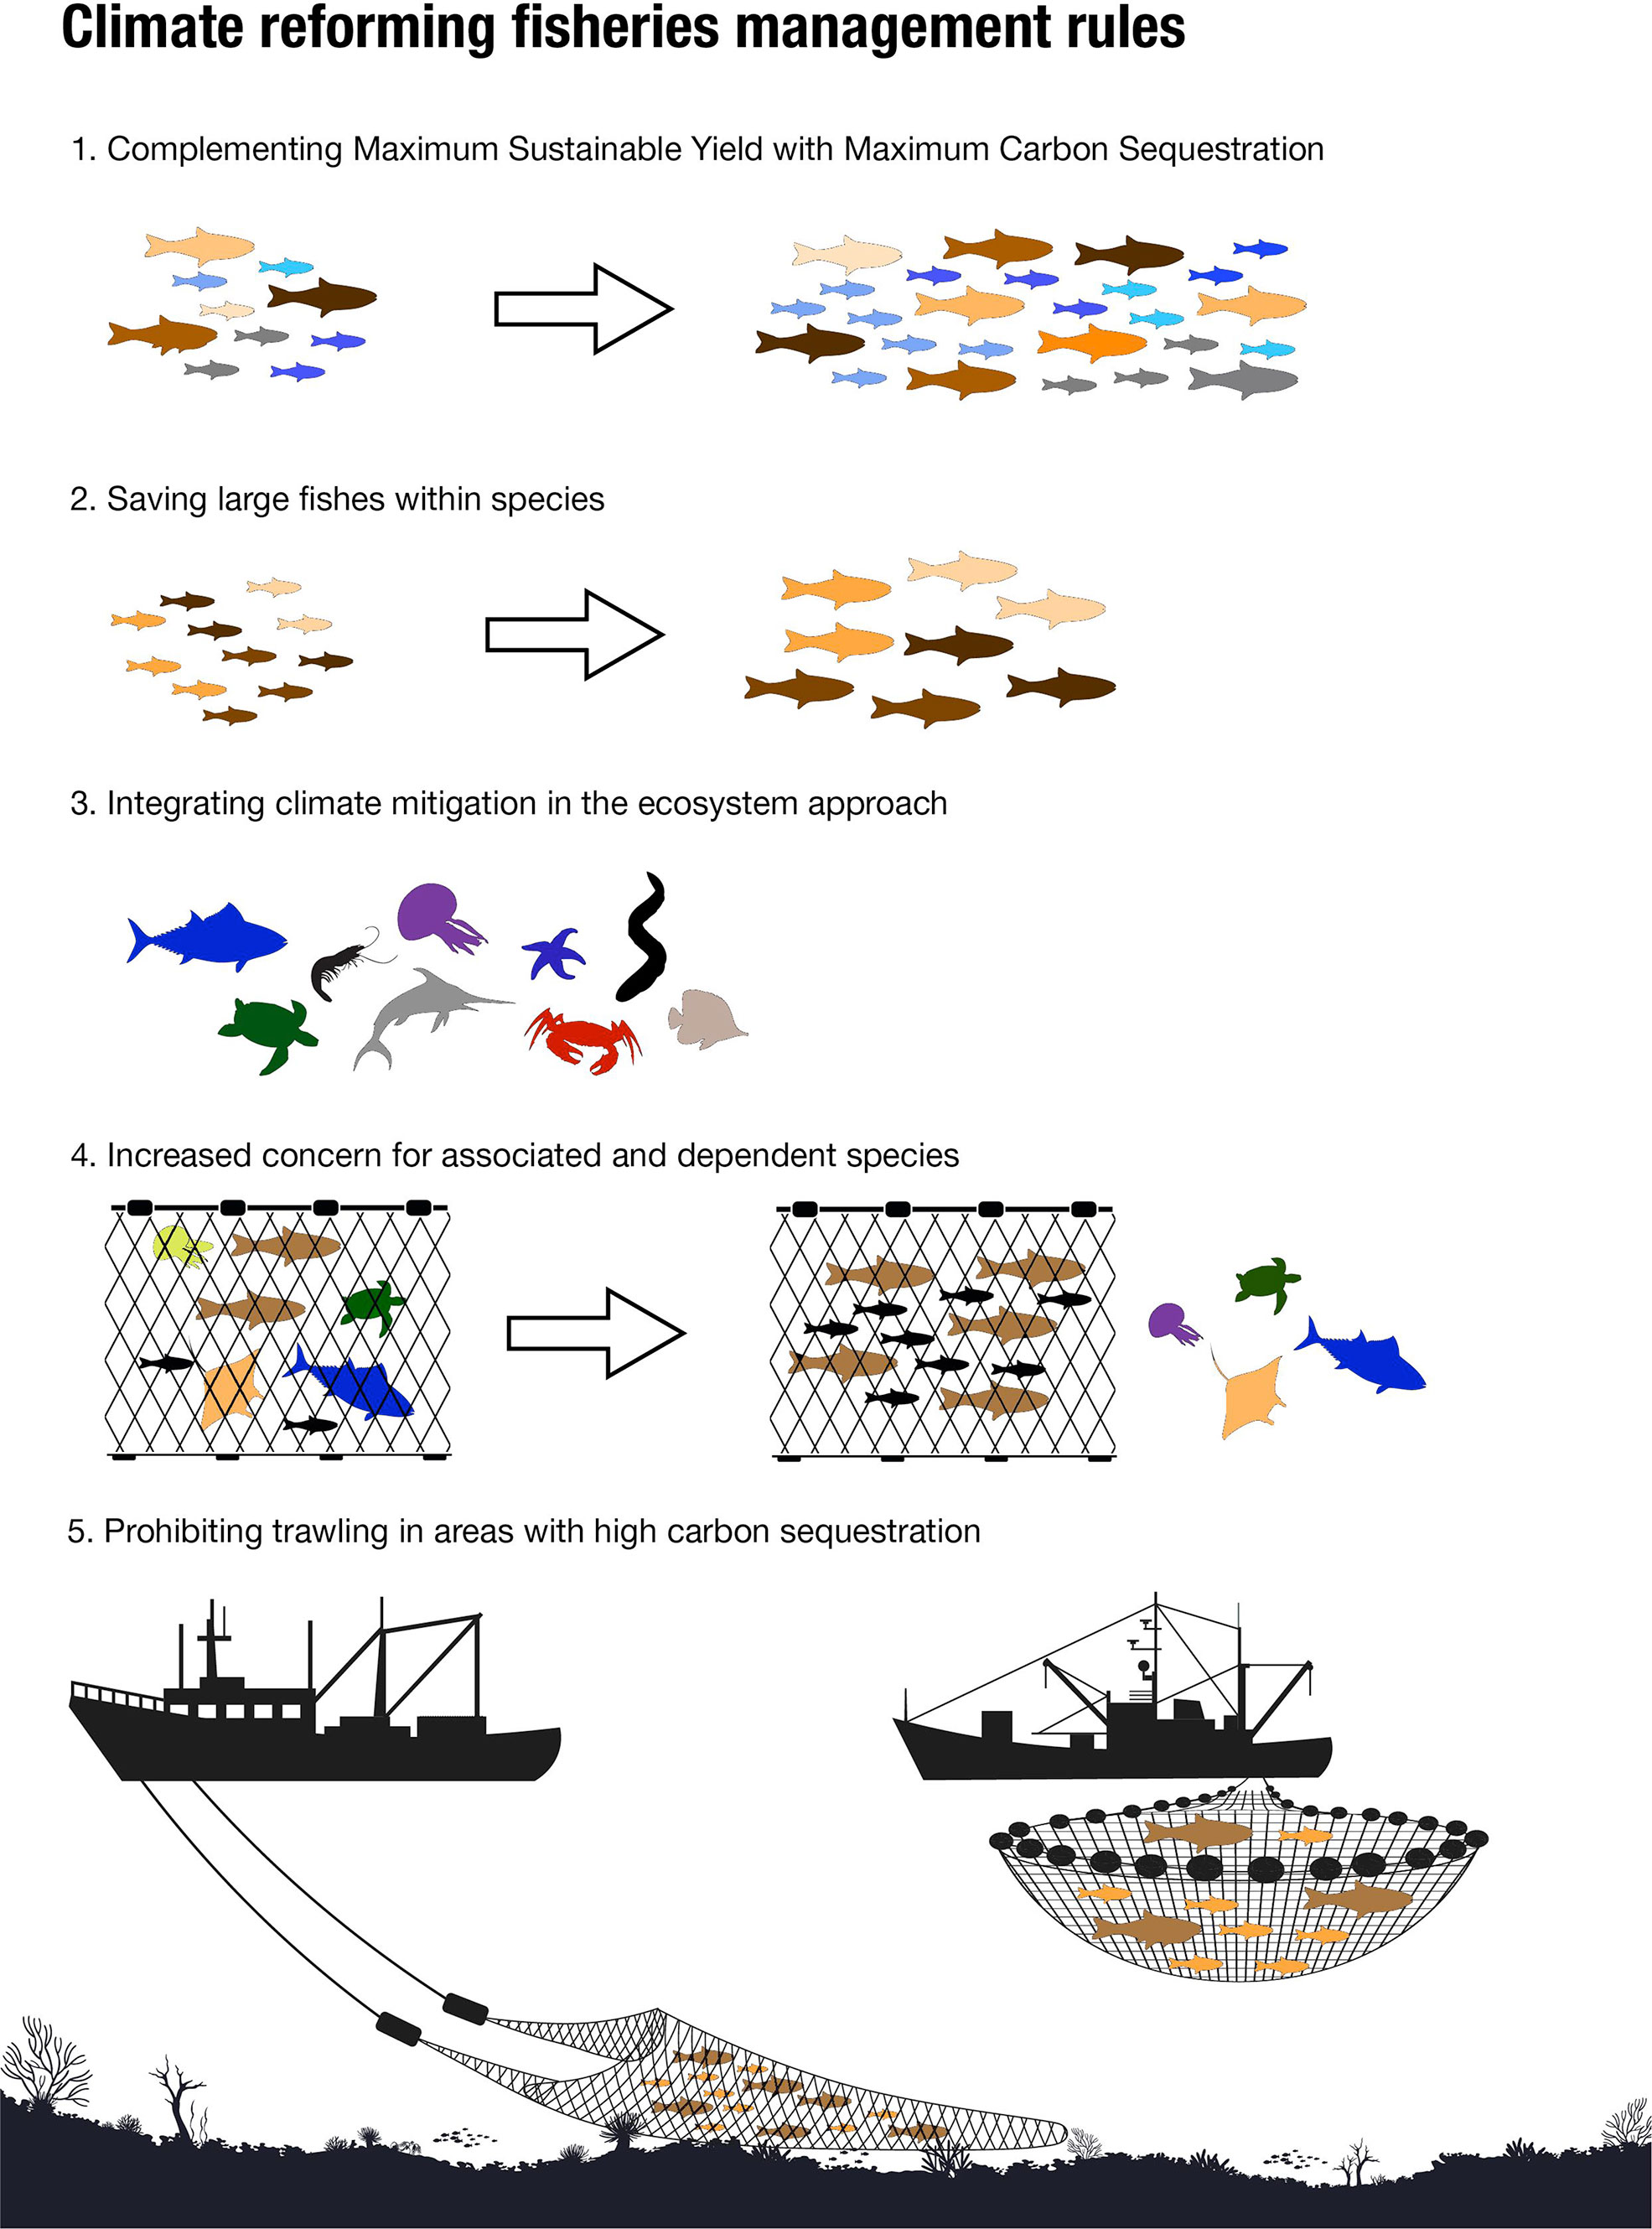 Climate reforming fisheries management rules
1. Complementing Maximum Sustainable Yield with Maximum Carbon Sequestration
2. Saving large fishes within species
3. Integrating climate mitigation in the ecosystem approach
4. Increased concern for associated and dependent species
5. Prohibiting trawling in areas with high carbon sequestration